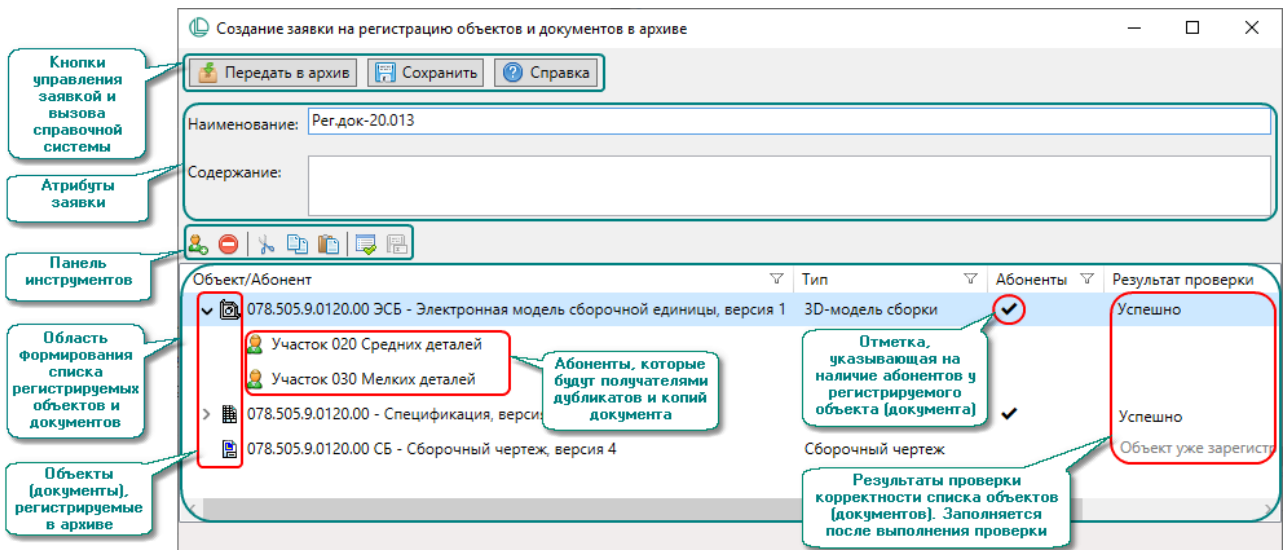 Создание заявки на регистрацию объектов и документов в архиве
Кнопки
управления
заявкой и
вызова
справочной
системы
Передать в архив
Сохранить
Справка
Наименование:
Рег.док-20.013
Содержание:
Атрибуты
заявки
Панель
инструментов
Объект/Абонент
Тип
Абоненты
Результат проверки
078.505.9.0120.00 ЭСБ - Электронная модель сборочной единицы, версия 1
3D-модель сборки
Успешно
Участок 020 Средних деталей
Участок 030 Мелких деталей
Область
формирования
списка
регистрируемых
объектов и
документов
Абоненты, которые
будут получателями
дубликатов и копий
документа
Отметка,
указывающая на
наличие абонентов у
регистрируемого
объекта (документа)
078.505.9.0120.00 - Спецификация,
Успешно
078.505.9.0120.00 СБ - Сборочный чертеж, версия 4
Сборочный чертеж
Объект уже
Объекты
(документы),
регистрируемые
в архиве
Результаты проверки
корректности списка объектов
(документов). Заполняется
после выполнения проверки